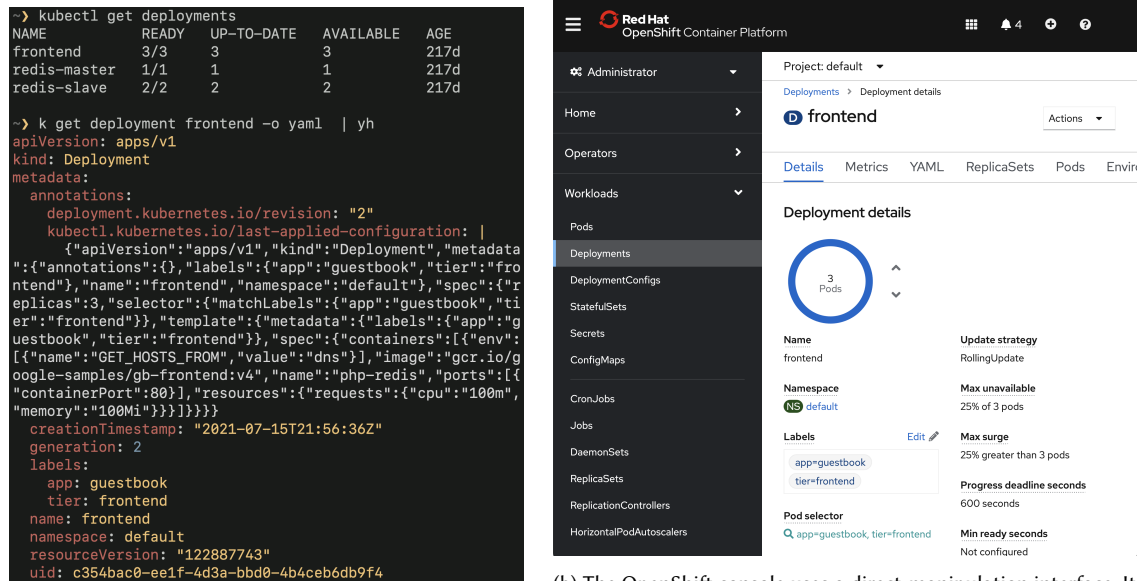 ~❯ kubectl get deployments
NAME READY UP-TO-DATE AVAILABLE AGE
frontend 3/3 3 3 217d
redis-master 1/1 1 1 217d
redis-slave 2/2 2 2 217d
~❯ k get deployment frontend -o yaml | yh
apiVersion: apps/v1
kind: Deployment
metadata:
annotations:
deployment.kubernetes.io/revision: "2"
kubectl.kubernetes.io/last-applied-configuration: |
{"apiVersion":"apps/v1","kind":"Deployment","metadata
":{"annotations":{},"labels":{"app":"guestbook","tier":"fro
ntend"},"name":"frontend","namespace":"default"},"spec":{"r
eplicas":3,"selector":{"matchLabels":{"app":"guestbook","ti
er":"frontend"}},"template":{"metadata":{"labels":{"app":"g
uestbook","tier":"frontend"}},"spec":{"containers":[{"env":
[{"name":"GET_HOSTS_FROM","value":"dns"}],"image":"gcr.io/g
oogle-samples/gb-frontend:v4","name":"php-redis","ports":[{
"containerPort":80}],"resources":{"requests":{"cpu":"100m",
"memory":"100Mi"}}}]}}}}
creationTimestamp: "2021-07-15T21:56:36Z"
generation: 2
labels:
app: guestbook
tier: frontend
name: frontend
namespace: default
resourceVersion: "122887743"
uid: c354bac0-ee1f-4d3a-bbd0-4b4ceb6db9f4
Red Hat
OpenShift Container Platform
4
Administrator
Home
Operators
Workloads
Pods
Deployments
DeploymentConfigs
StatefulSets
Secrets
ConfigMaps
CronJobs
Jobs
DaemonSets
ReplicaSets
ReplicationControllers
HorizontalPodAutoscalers
Project: default
Deployments > Deployment details
D frontend
Actions
Details Metrics YAML ReplicaSets Pods Enviro
Deployment details
3
Pods
Name
frontend
Namespace
NS default
Labels Edit
app=guestbook
tier=frontend
Pod selector
app=guestbook, tier=frontend
Update strategy
RollingUpdate
Max unavailable
25% of 3 pods
Max surge
25% greater than 3 pods
Progress deadline seconds
600 seconds
Min ready seconds
Not configured
(b) The OpenShift console uses a direct manipulation interface. It